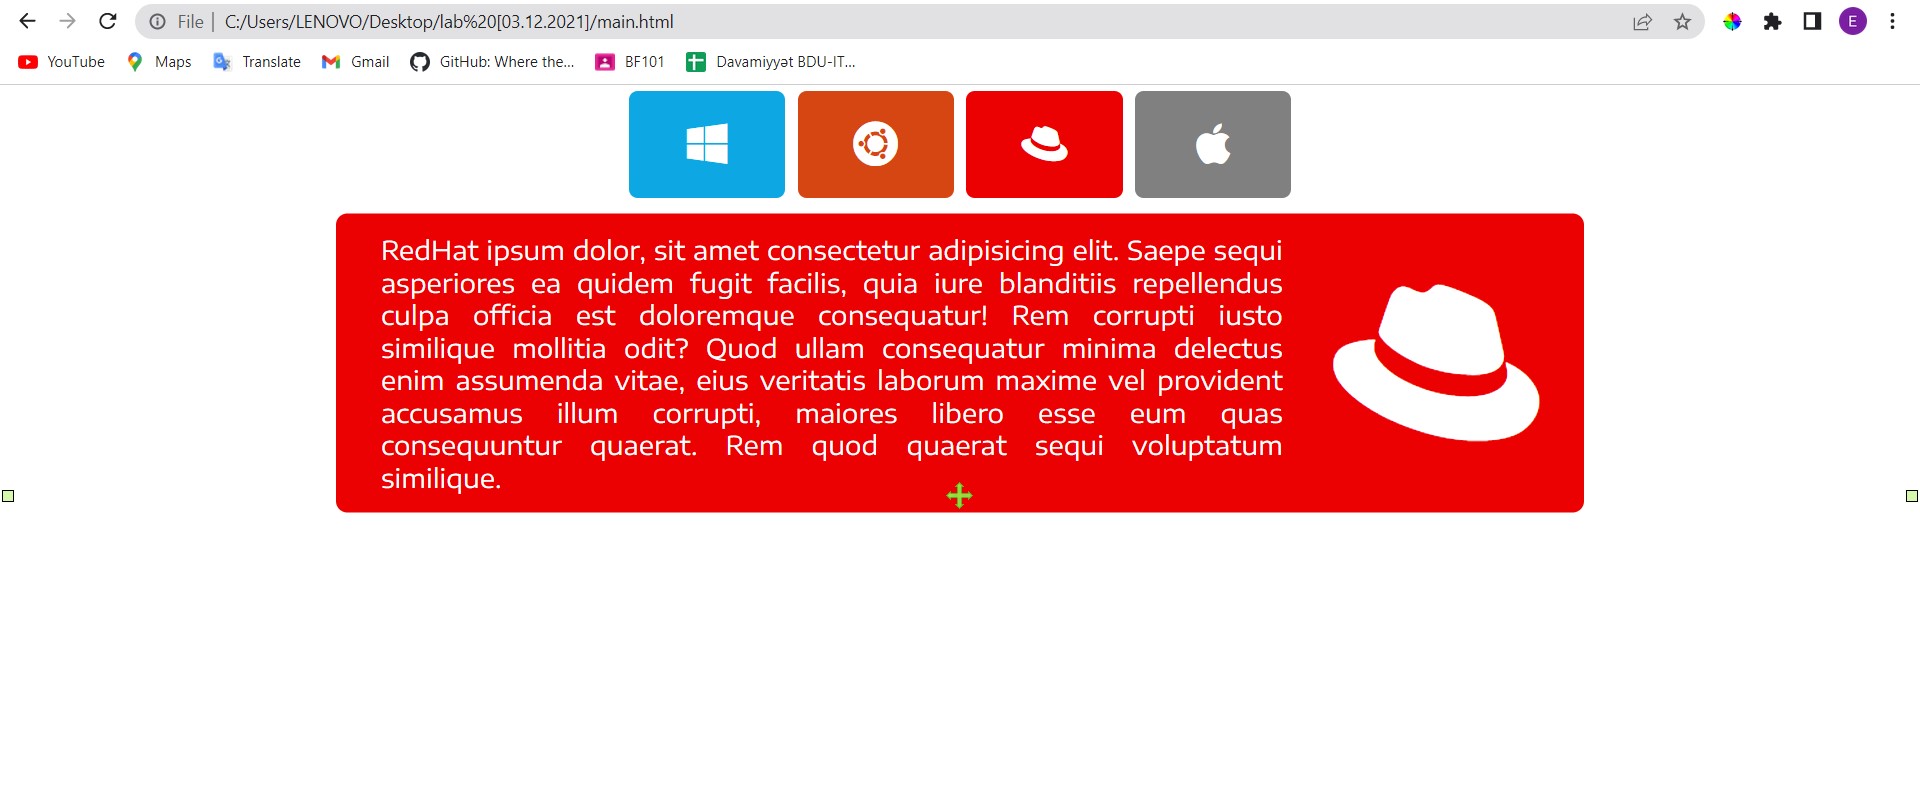 File | C:/Users/LENOVO/Desktop/lab%20[03.12.2021]/main.html
E
YouTube Maps Translate Gmail GitHub: Where the... BF101 Davamiyyət BDU-IT...
RedHat ipsum dolor, sit amet consectetur adipisicing elit. Saepe sequi
asperiores ea quidem fugit facilis, quia iure blanditiis repellendus
culpa officia est doloremque consequatur! Rem corrupti iusto
similique mollitia odit? Quod ullam consequatur minima delectus
enim assumenda vitae, eius veritatis laborum maxime vel provident
accusamus illum corrupti, maiores libero esse eum quas
consequuntur quaerat. Rem quod quaerat sequi voluptatum
similique.